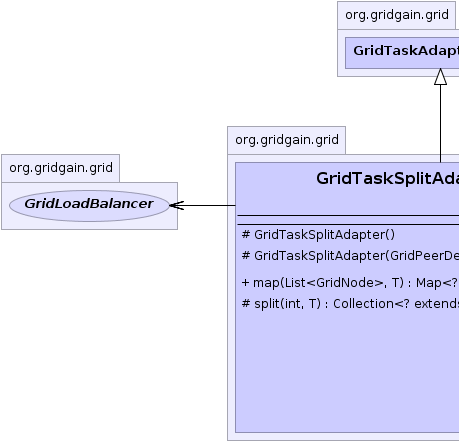 org.gridgain.grid
GridTaskAdapt
org.gridgain.grid
org.gridgain.grid
GridTaskSplitAda
GridLoadBalancer
# GridTaskSplitAdapter()
# GridTaskSplitAdapter(GridPeerDe
+ map(List<GridNode>, T) : Map<?
# split(int, T) : Collection<? extends